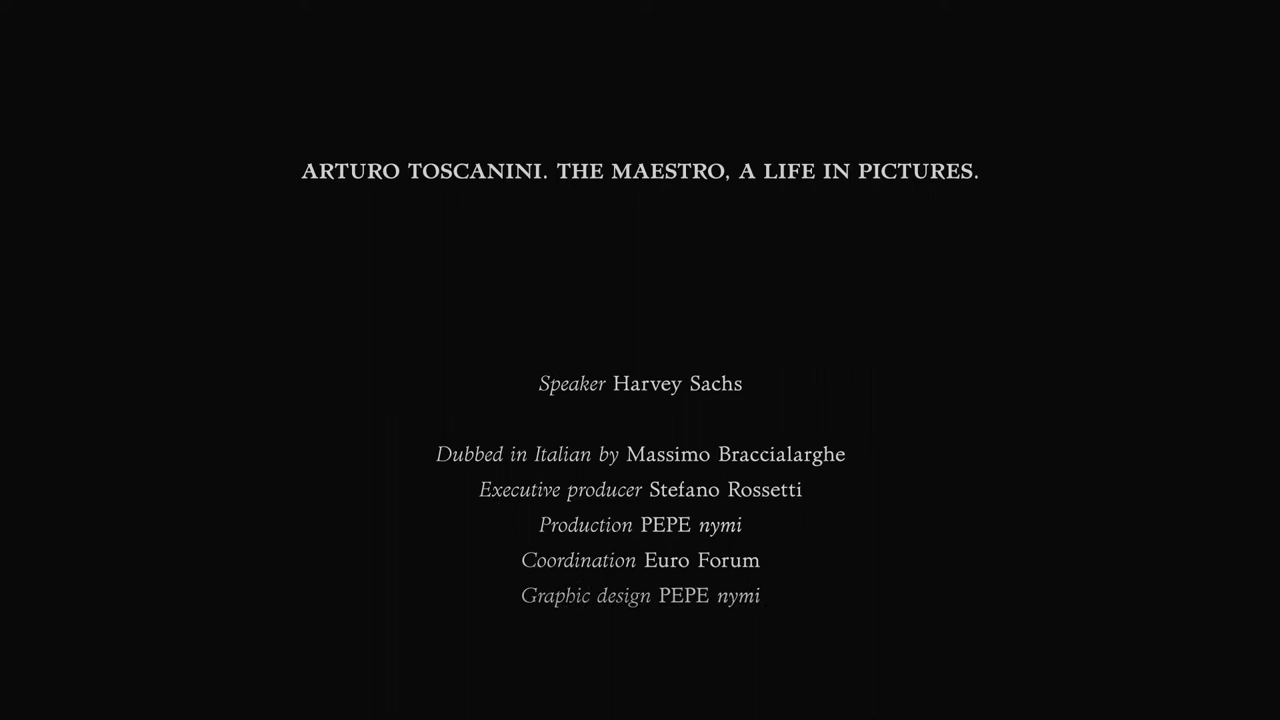 ARTURO TOSCANINI. THE MAESTRO, A LIFE IN PICTURES.
Speaker Harvey Sachs
Dubbed in Italian by Massimo Braccialarghe
Executive producer Stefano Rossetti
Production PEPE nymi
Coordination Euro Forum
Graphic design PEPE nymi